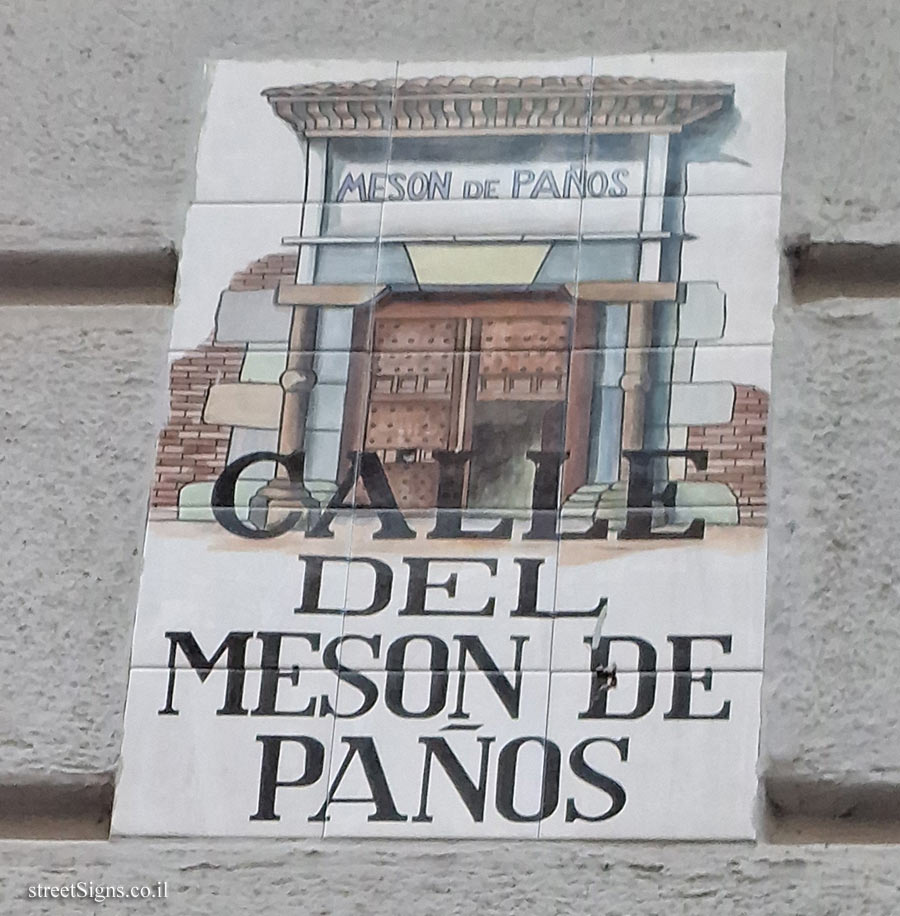 MESON DE PAÑOS
CALLE
DEL
MESON DE
PAÑOS
streetSigns.co.il